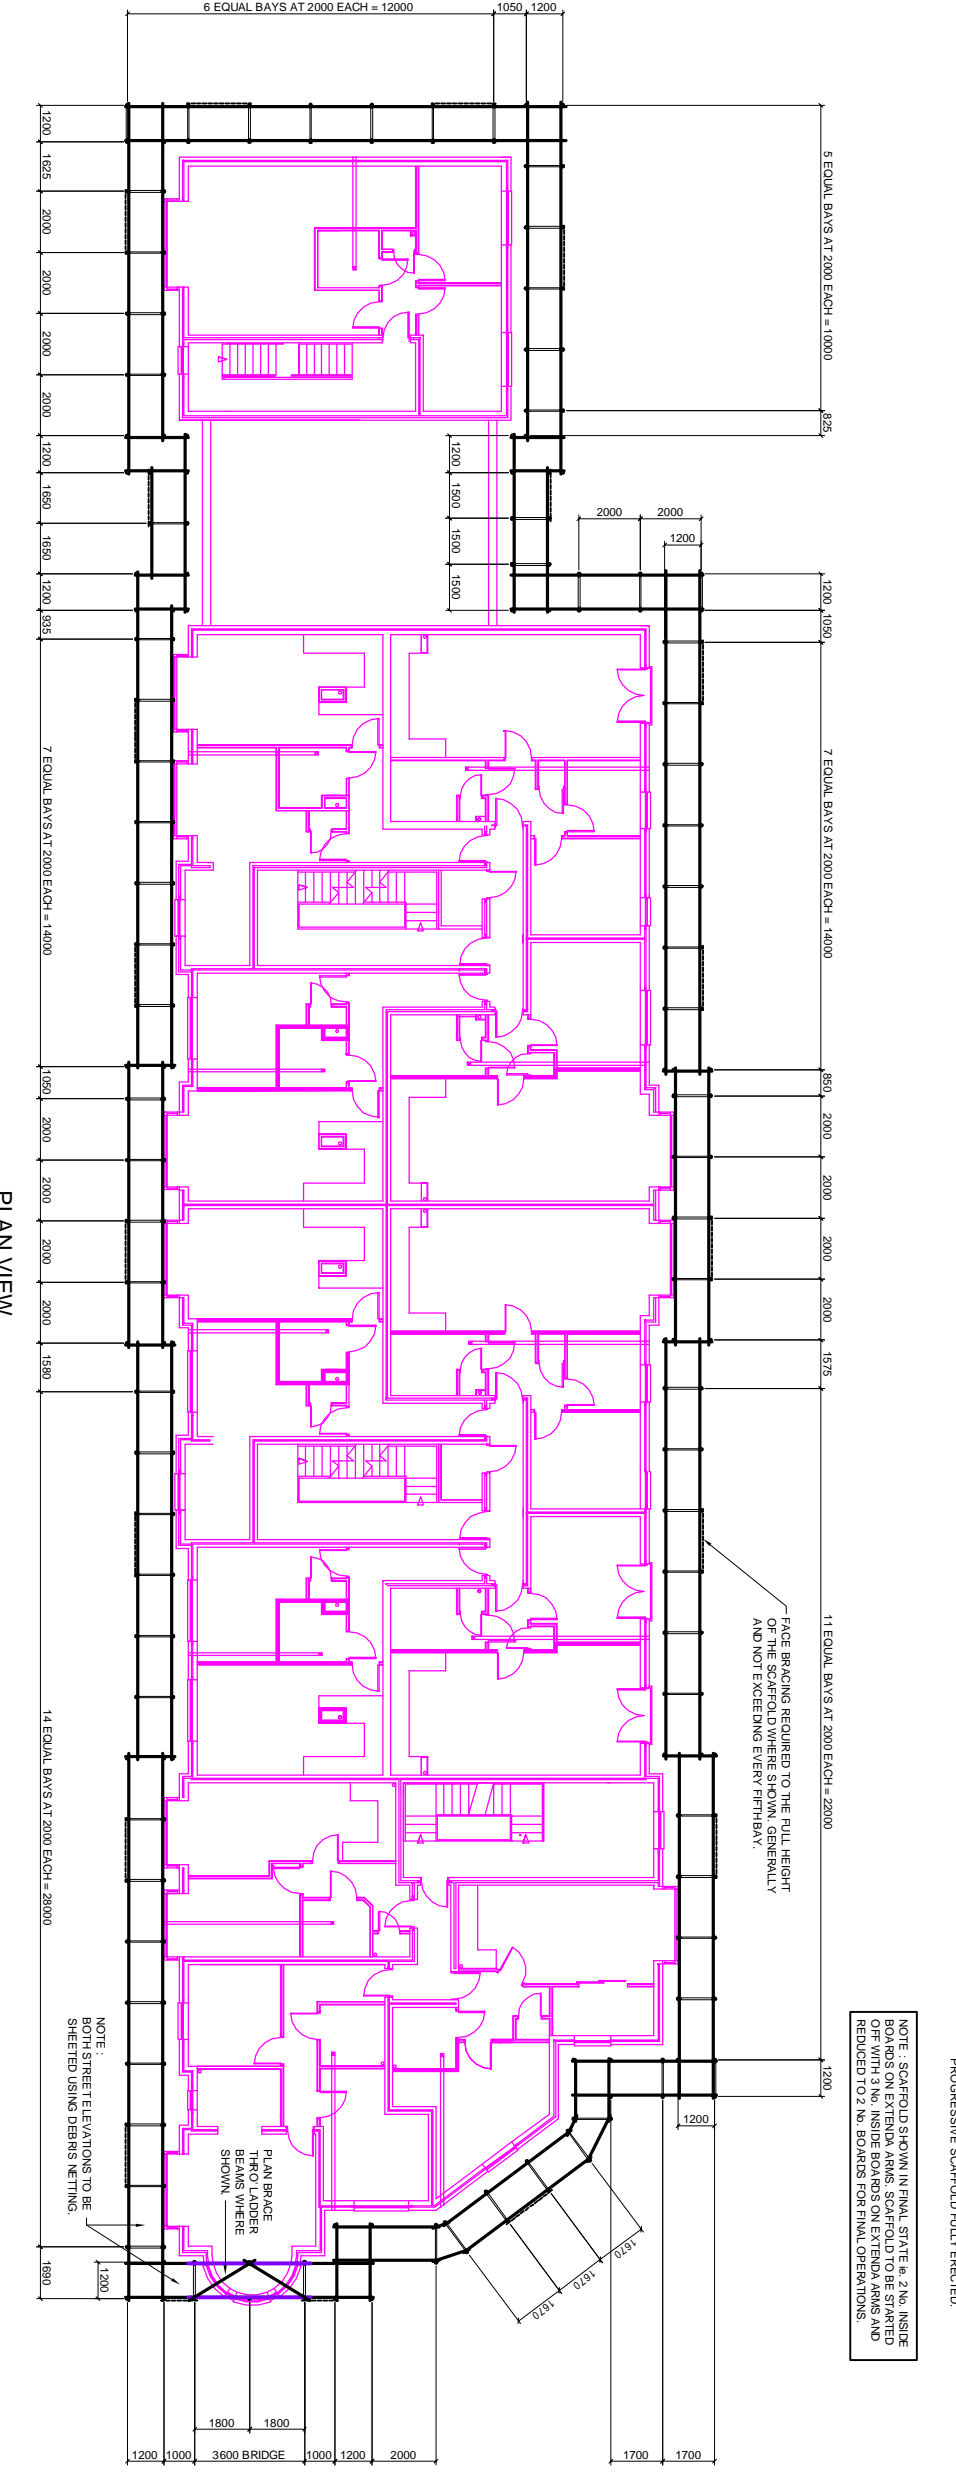 6 EQUAL BAYS AT 2000 EACH = 12000
1050
1200
5 EQUAL BAYS AT 2000 EACH = 10000
825
1200
1625
2000
2000
2000
2000
1200
1650
1650
1200
935
7 EQUAL BAYS AT 2000 EACH = 14000
1050
2000
2000
2000
2000
1580
14 EQUAL BAYS AT 2000 EACH = 28000
1690
1200
1500
1500
1500
2000
2000
1200
1200
1050
7 EQUAL BAYS AT 2000 EACH = 14000
850
2000
2000
2000
2000
1575
11 EQUAL BAYS AT 2000 EACH = 22000
1200
1200
FACE BRACING REQUIRED TO THE FULL HEIGHT
OF THE SCAFFOLD WHERE SHOWN. GENERALLY
AND NOT EXCEEDING EVERY FIFTH BAY.
PLAN VIEW
NOTE :
BOTH STREET ELEVATIONS TO BE
SHEETED USING DEBRIS NETTING.
PLAN BRACE
THRO' LADDER
BEAMS WHERE
SHOWN.
1200
1670
1670
1670
PROGRESSIVE SCAFFOLD FULLY ERECTED.
NOTE : SCAFFOLD SHOWN IN FINAL STATE ie. 2 No. INSIDE
BOARDS ON EXTENDA ARMS. SCAFFOLD TO BE STARTED
OFF WITH 3 No. INSIDE BOARDS ON EXTENDA ARMS AND
REDUCED TO 2 No. BOARDS FOR FINAL OPERATIONS.
1800
1800
1200
1000
3600 BRIDGE
1000
1200
2000
1700
1700